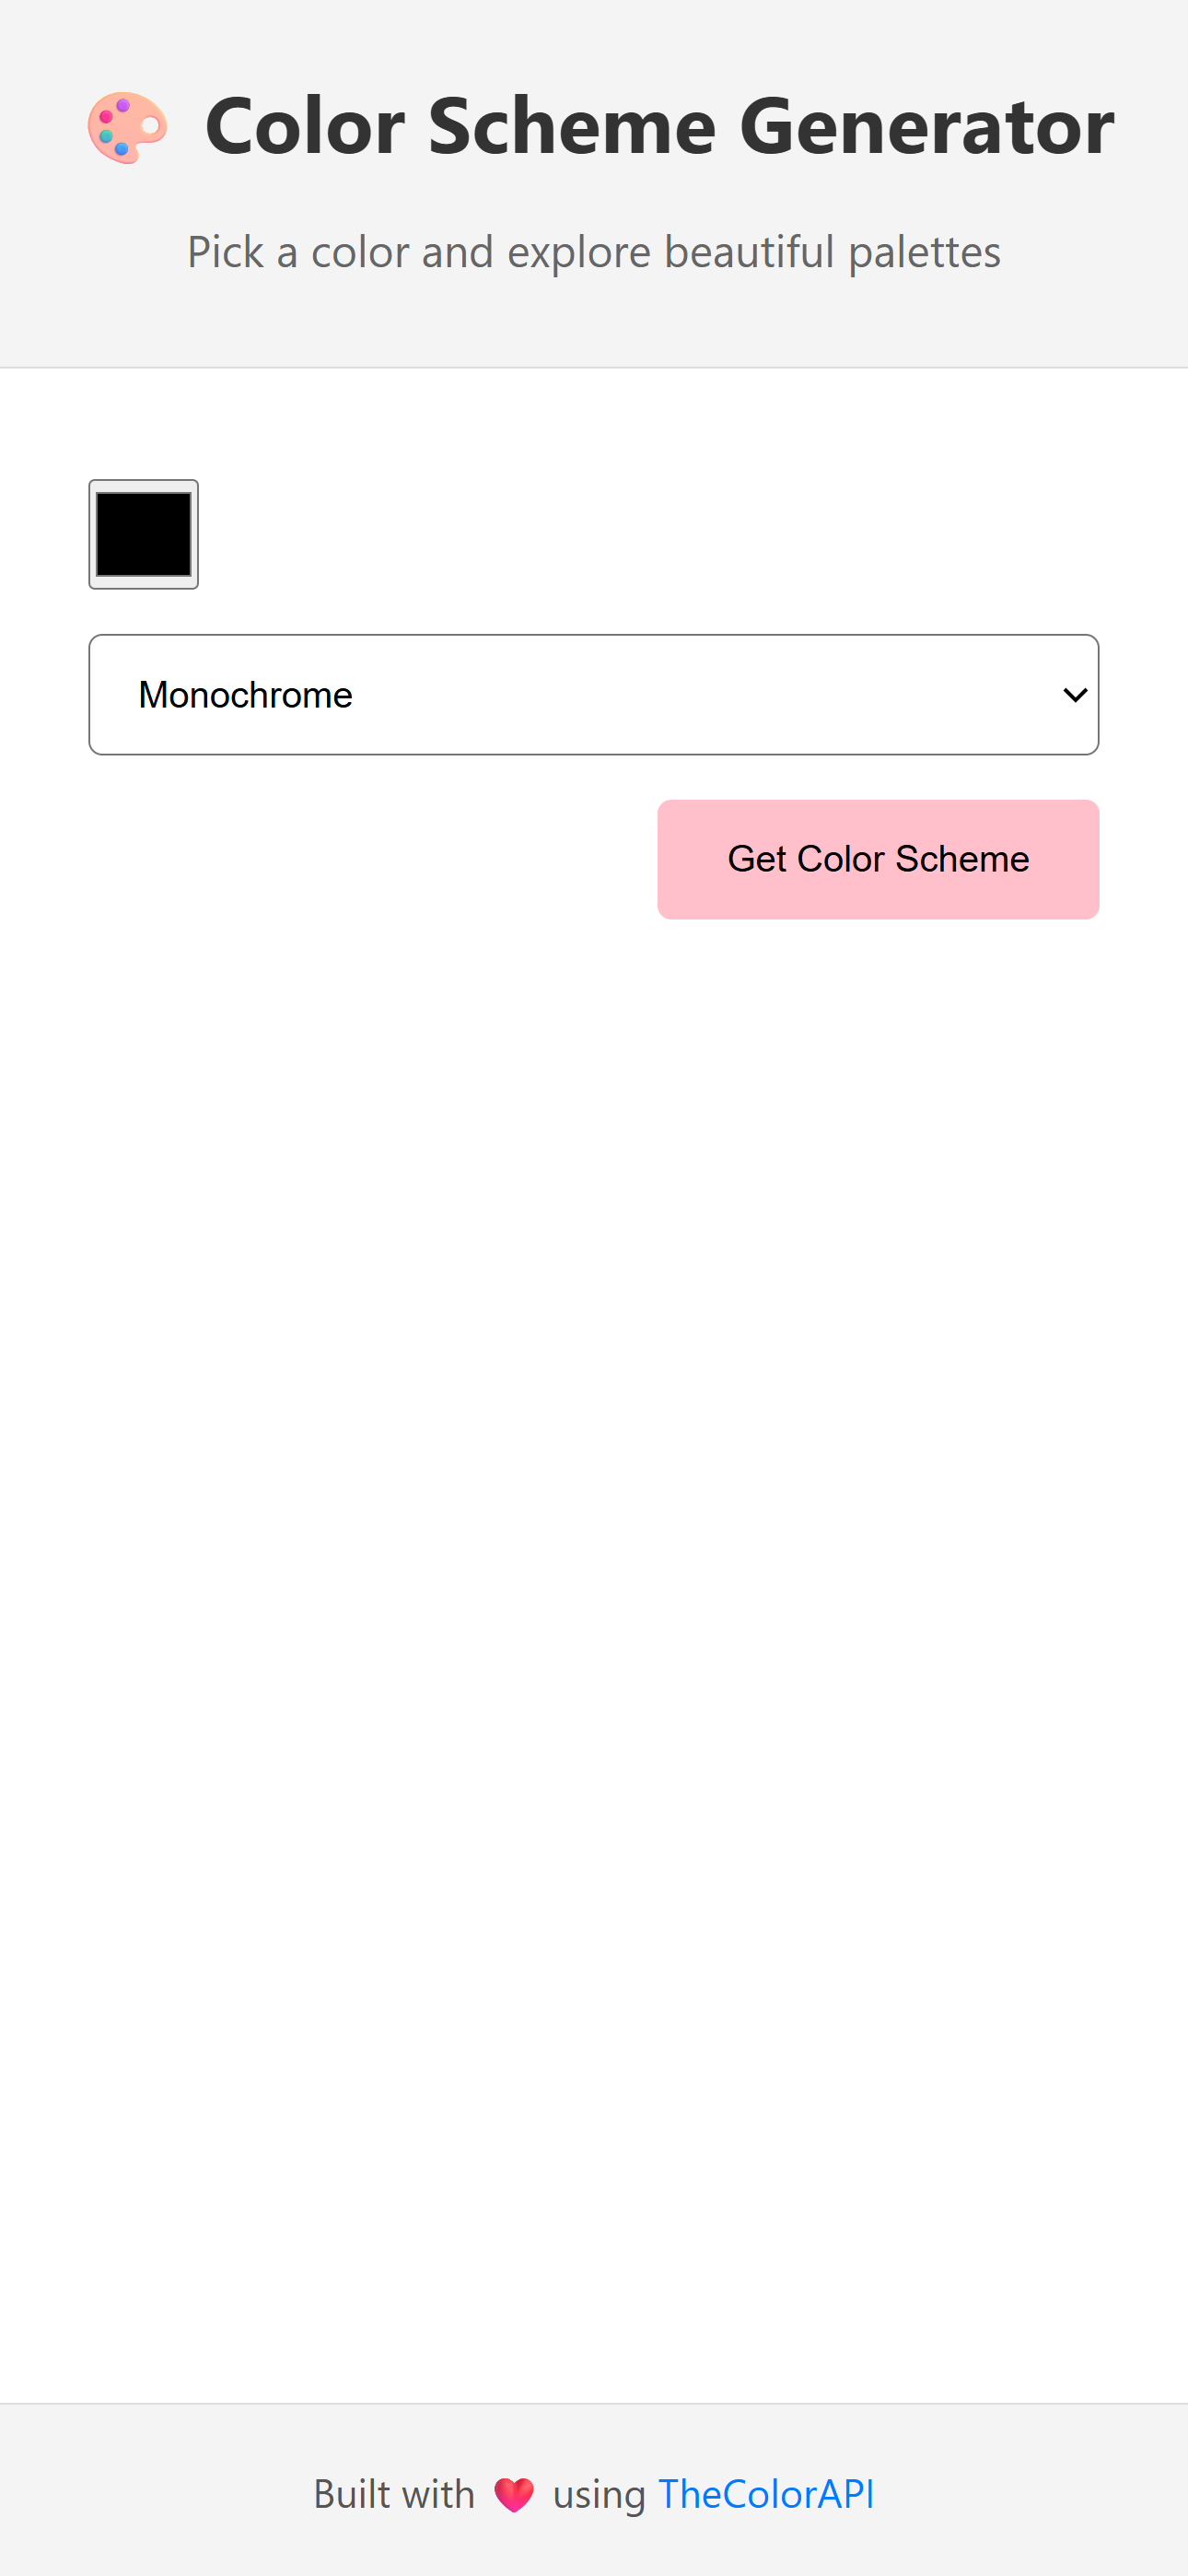 🎨 Color Scheme Generator
Pick a color and explore beautiful palettes
Monochrome
Get Color Scheme
Built with ❤️ using TheColorAPI